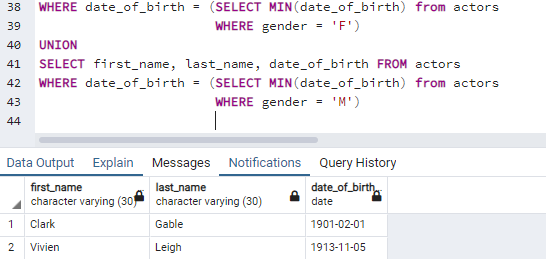 38 WHERE date_of_birth = (SELECT MIN(date_of_birth) from actors
39 WHERE gender = 'F')
40 UNION
41 SELECT first_name, last_name, date_of_birth FROM actors
42 WHERE date_of_birth = (SELECT MIN(date_of_birth) from actors
43 WHERE gender = 'M')
44
Data Output Explain Messages Notifications Query History
first_name last_name date_of_birth..
character varying (30) character varying (30) date
1 Clark Gable 1901-02-01
2 Vivien Leigh 1913-11-05